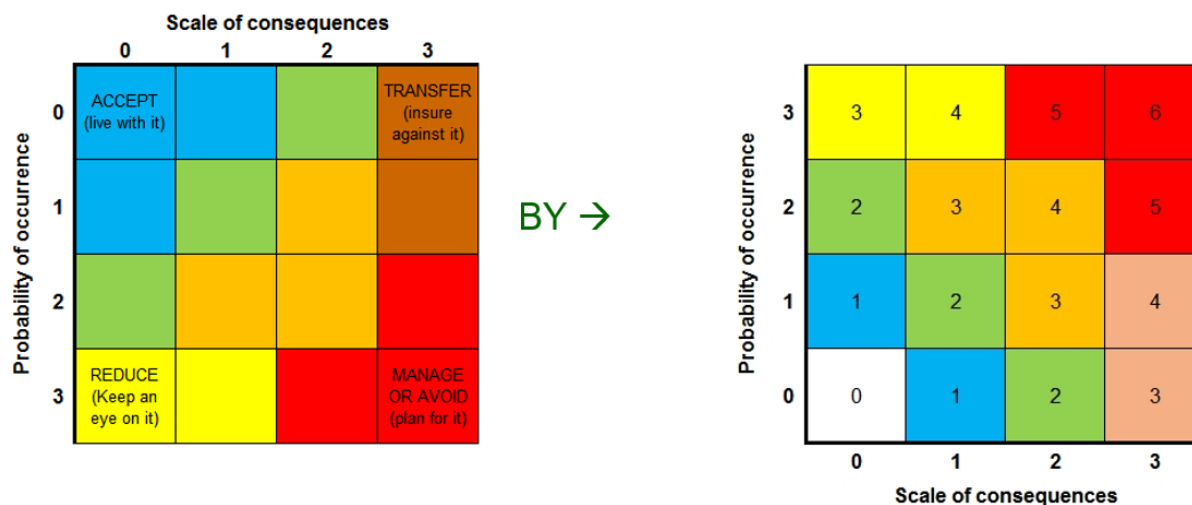 Scale of consequences
0 1 2 3
Probability of occurrence
0
ACCEPT
(live with it)
TRANSFER
(insure
against it)
1
2
3
REDUCE
(Keep an
eye on it)
MANAGE
OR AVOID
(plan for it)
BY →
Probability of occurrence
3 3 4 5 6
2 2 3 4 5
1 1 2 3 4
0 0 1 2 3
0 1 2 3
Scale of consequences